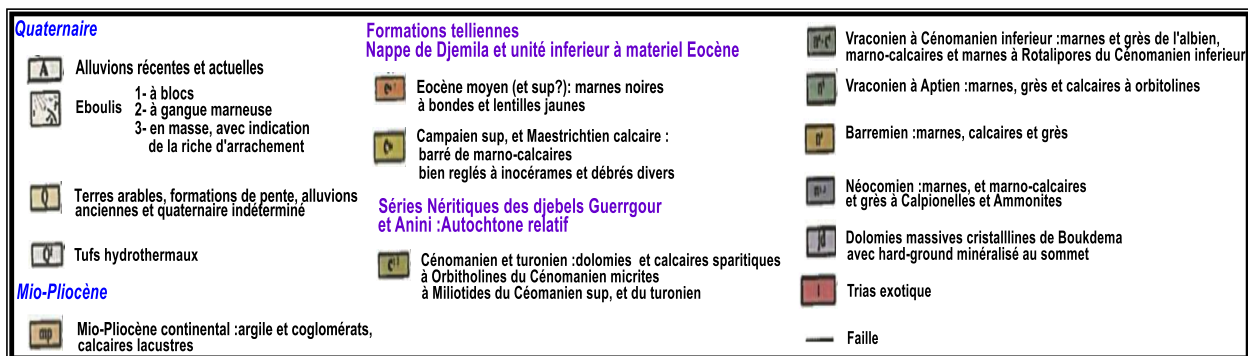 Quaternaire
A
Alluvions récentes et actuelles
Eboulis
1- à blocs
2- à gangue marneuse
3- en masse, avec indication
de la riche d'arrachement
Q
Terres arables, formations de pente, alluvions
anciennes et quaternaire indéterminé
Tufs hydrothermaux
Mio-Pliocène
mp
Mio-Pliocène continental :argile et coglomérats,
calcaires lacustres
Formations telliennes
Nappe de Djemila et unité inferieur à materiel Eocène
Eocène moyen (et sup?): marnes noires
à bondes et lentilles jaunes
Campaien sup, et Maestrichtien calcaire :
barré de marno-calcaires
bien reglés à inocérames et débrés divers
Séries Néritiques des djebels Guerrgour
et Anini :Autochtone relatif
Cénomanien et turonien :dolomies et calcaires sparitiques
à Orbitholines du Cénomanien micrites
à Miliotides du Céomanien sup, et du turonien
Vraconien à Cénomanien inferieur :marnes et grès de l'albien,
marno-calcaires et marnes à Rotalipores du Cénomanien inferieur
Vraconien à Aptien :marnes, grès et calcaires à orbitolines
Barremien :marnes, calcaires et grès
Néocomien :marnes, et marno-calcaires
et grès à Calpionelles et Ammonites
Dolomies massives cristalllines de Boukdema
avec hard-ground minéralisé au sommet
Trias exotique
Faille